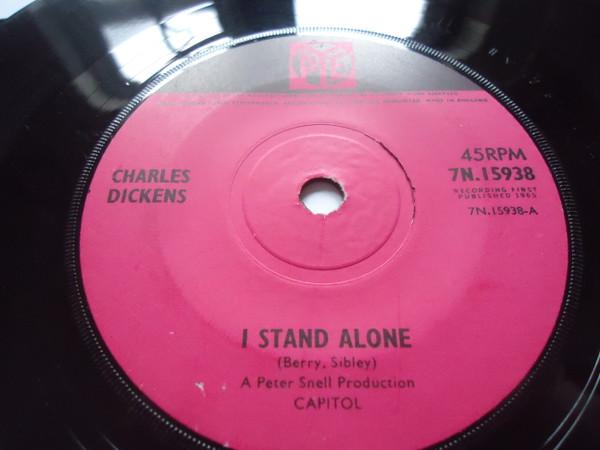 PYE
CHARLES
DICKENS
45RPM
7N.15938
RECORDING FIRST
PUBLISHED 1965
7N.15938-A
I STAND ALONE
(Berry, Sibley)
A Peter Snell Production
CAPITOL